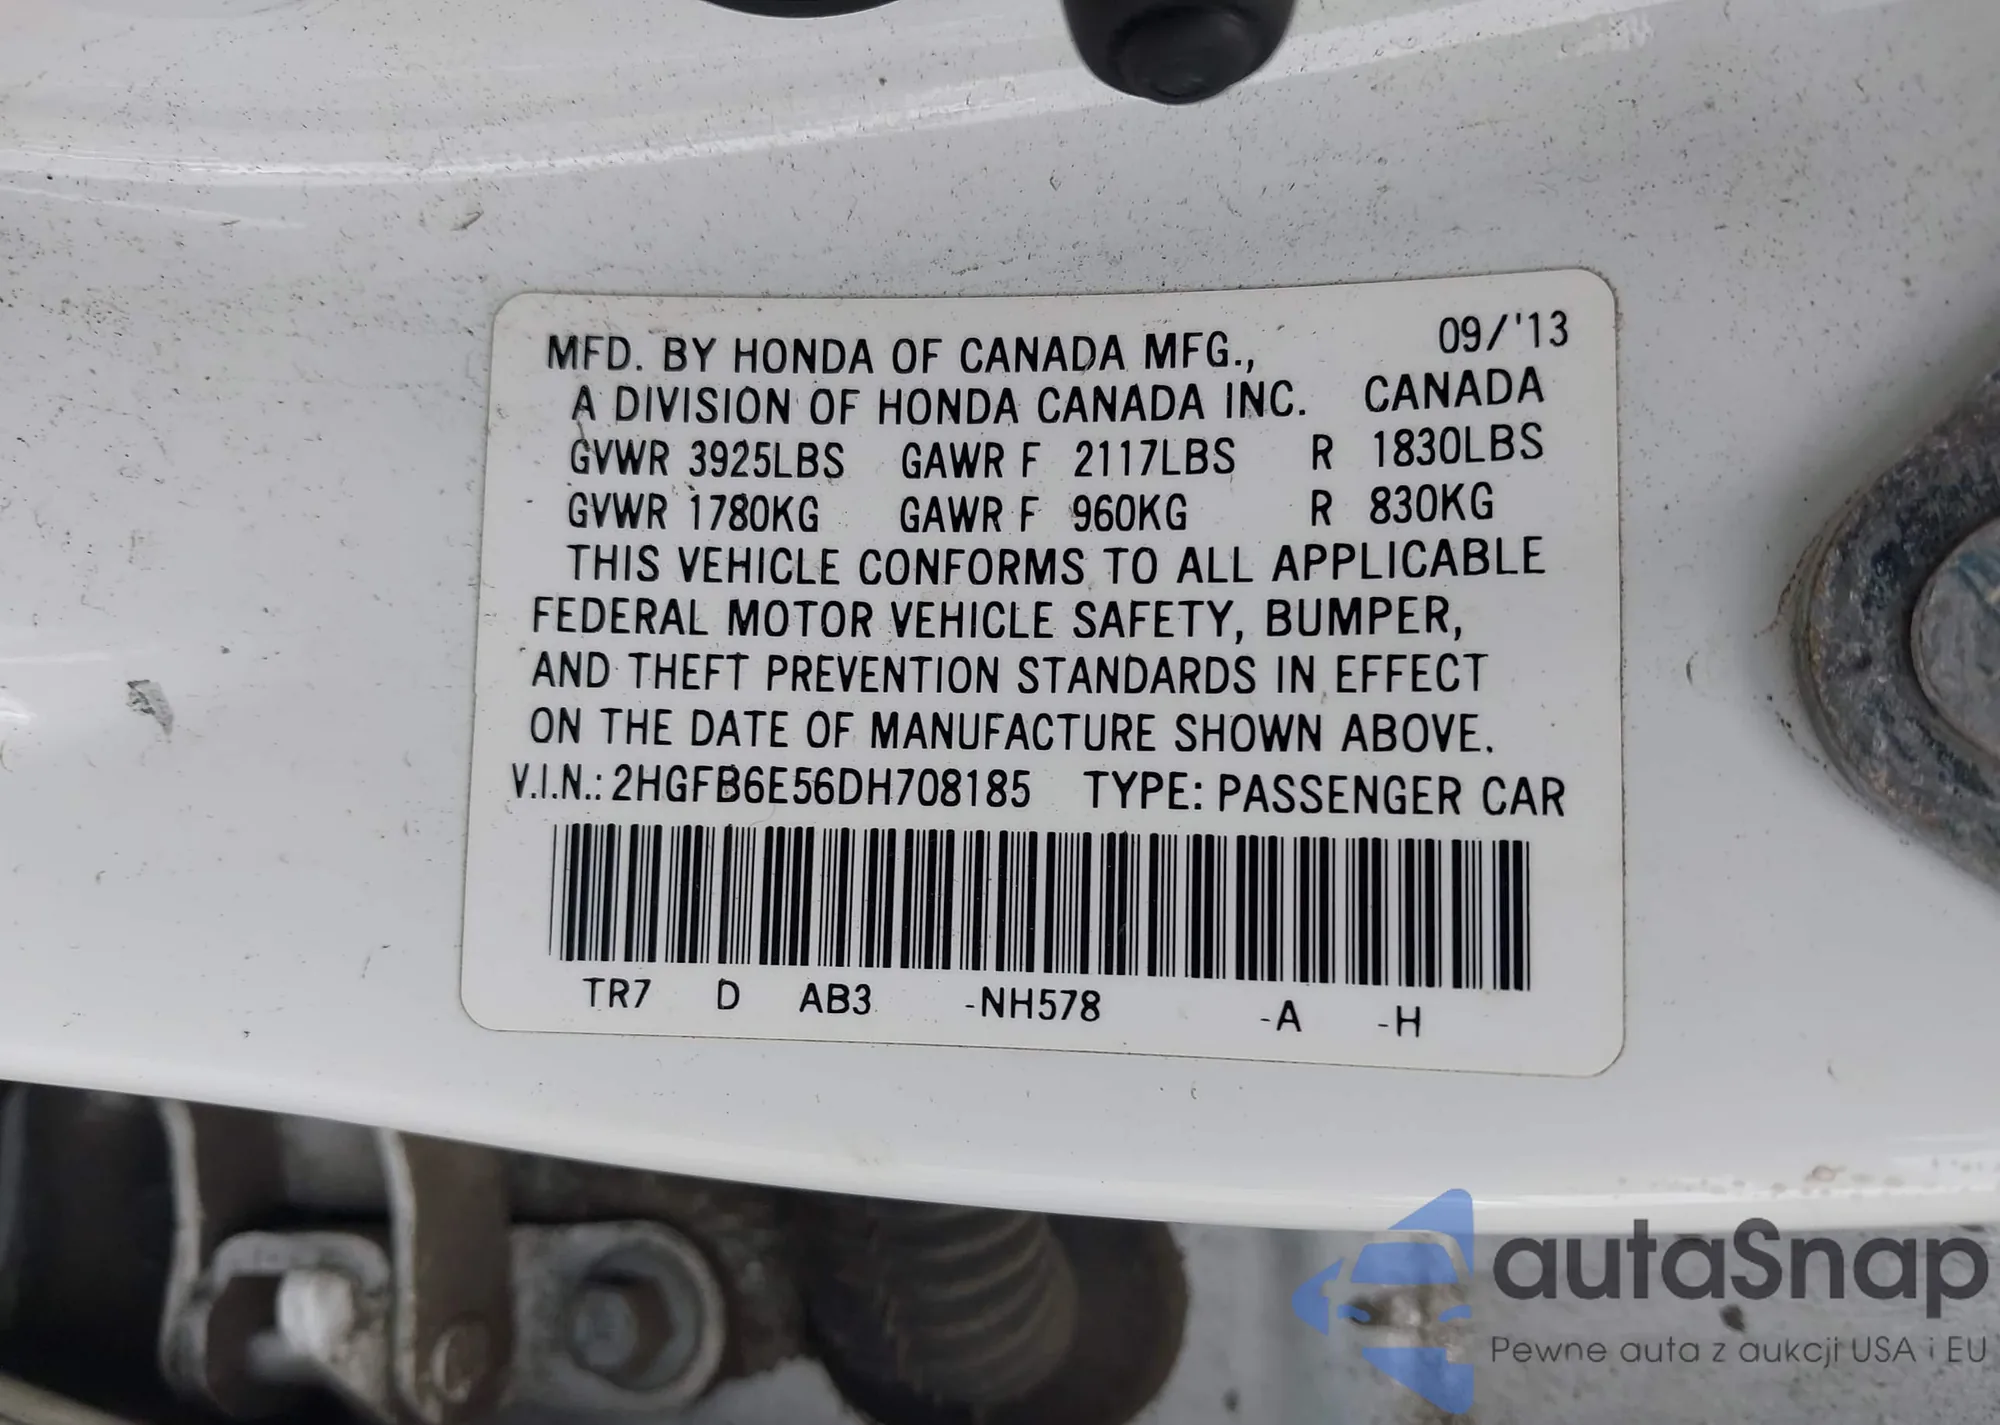 MFD. BY HONDA OF CANADA MFG., 09/'13
A DIVISION OF HONDA CANADA INC. CANADA
GVWR 3925LBS GAWR F 2117LBS R 1830LBS
GVWR 1780KG GAWR F 960KG R 830KG
THIS VEHICLE CONFORMS TO ALL APPLICABLE
FEDERAL MOTOR VEHICLE SAFETY, BUMPER,
AND THEFT PREVENTION STANDARDS IN EFFECT
ON THE DATE OF MANUFACTURE SHOWN ABOVE.
V.I.N.: 2HGFB6E56DH708185 TYPE: PASSENGER CAR
TR7 D AB3 -NH578 -A -H
autaSnap
Pewne auta z aukcji USA i EU